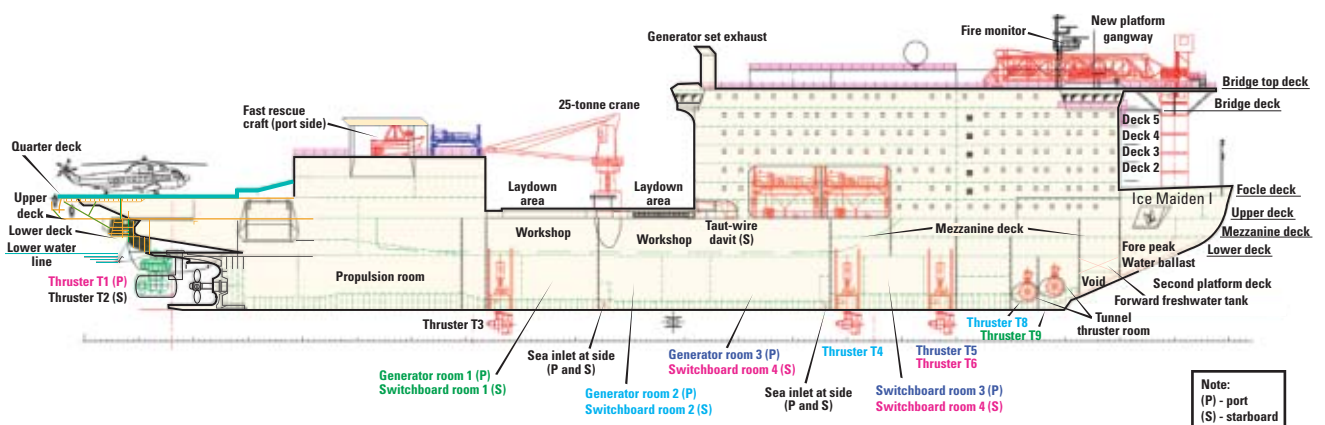 Generator set exhaust
Fire monitor
New platform
gangway
Bridge top deck
Bridge deck
Fast rescue
craft (port side)
25-tonne crane
Deck 5
Deck 4
Deck 3
Deck 2
Quarter deck
Upper
deck
Lower deck
Lower water
line
Laydown
area
Laydown
area
Ice Maiden I
Focle deck
Upper deck
Mezzanine deck
Lower deck
Workshop
Workshop
Taut-wire
davit (S)
Mezzanine deck
Fore peak
Water ballast
Thruster T1 (P)
Thruster T2 (S)
Propulsion room
Void
Second platform deck
Forward freshwater tank
Tunnel
thruster room
Thruster T3
Sea inlet at side
(P and S)
Generator room 3 (P)
Switchboard room 4 (S)
Thruster T4
Thruster T5
Thruster T6
Thruster T8
Thruster T9
Generator room 1 (P)
Switchboard room 1 (S)
Generator room 2 (P)
Switchboard room 2 (S)
Sea inlet at side
(P and S)
Switchboard room 3 (P)
Switchboard room 4 (S)
Note:
(P) - port
(S) - starboard